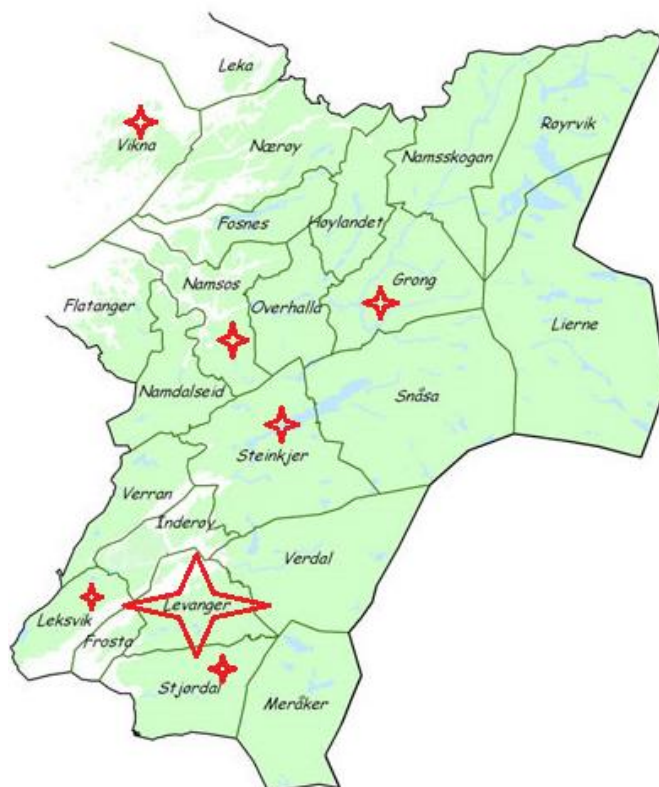 Leka
Vikna
Nærøy
Namsskogan
Røyrvik
Fosnes
Høylandet
Namsos
Grong
Flatanger
Overhalla
Lierne
Namdalseid
Snåsa
Steinkjer
Verran
Inderøy
Verdal
Levanger
Leksvik
Frosta
Stjørdal
Meråker